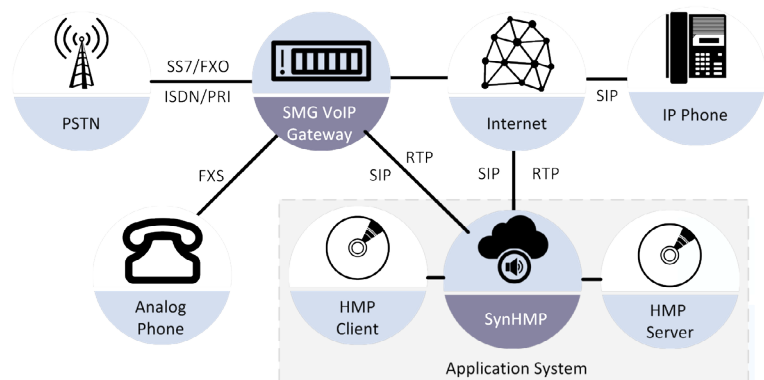 SS7/FXO
ISDN/PRI
PSTN
SMG VoIP
Gateway
Internet
SIP
IP Phone
FXS
RTP
SIP
SIP
RTP
Analog
Phone
HMP
Client
SynHMP
HMP
Server
Application System